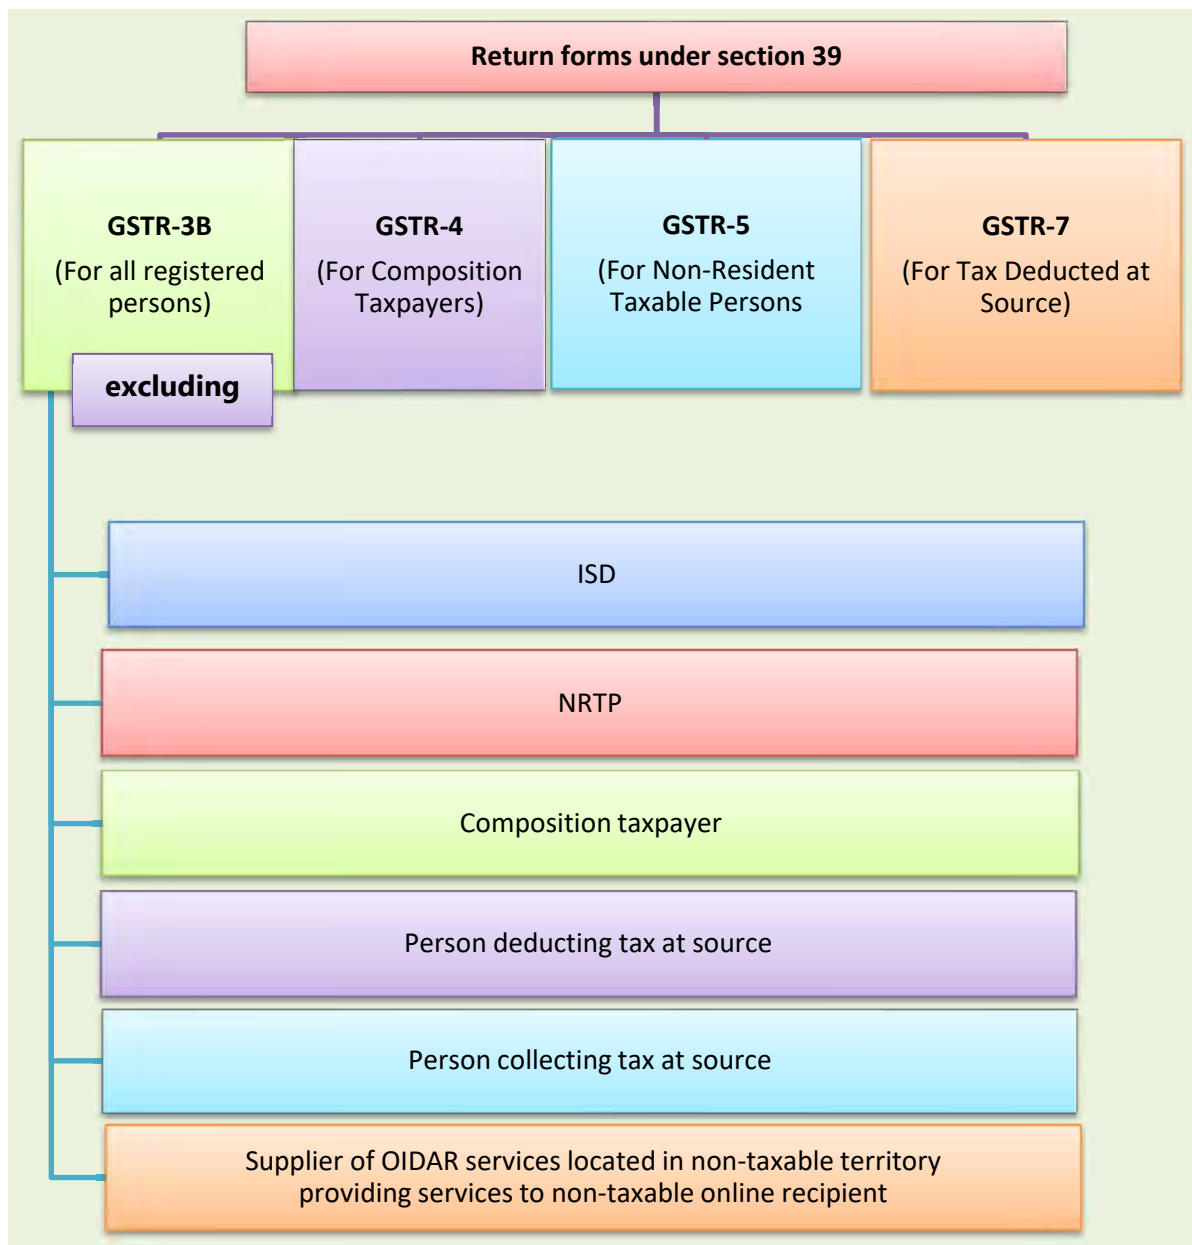 Return forms under section 39
GSTR-3B
(For all registered
persons)
excluding
GSTR-4
(For Composition
Taxpayers)
GSTR-5
(For Non-Resident
Taxable Persons
GSTR-7
(For Tax Deducted at
Source)
ISD
NRTP
Composition taxpayer
Person deducting tax at source
Person collecting tax at source
Supplier of OIDAR services located in non-taxable territory
providing services to non-taxable online recipient